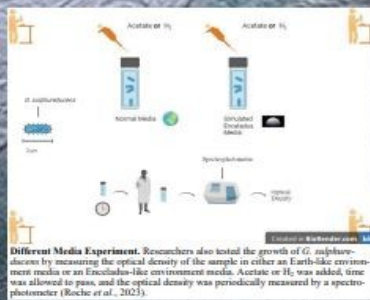 Acetate or H₂ Acetate or H₂
G. sulphurreducens
Normal Media
Simulated
Enceladus
Media
2um
Spectrophotometer
Optical
Density
Created in BioRender.com
Different Media Experiment. Researchers also tested the growth of G. sulphure-
ducens by measuring the optical density of the sample in either an Earth-like environ-
ment media or an Enceladus-like environment media. Acetate or H₂ was added, time
was allowed to pass, and the optical density was periodically measured by a spectro-
photometer (Roche et al., 2023).